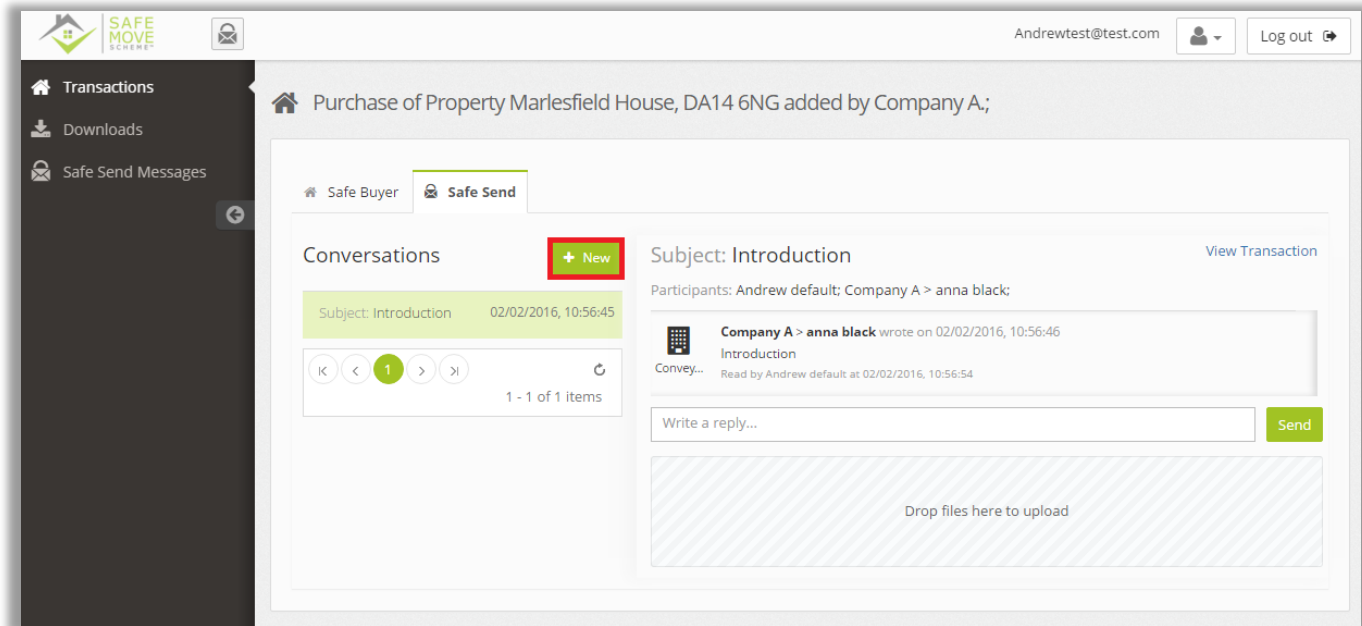 SAFE
MOVE
SCHEME
Andrewtest@test.com
Log out
Transactions
Downloads
Safe Send Messages
Purchase of Property Marlesfield House, DA14 6NG added by Company A.;
Safe Buyer
Safe Send
Conversations
+ New
Subject: Introduction 02/02/2016, 10:56:45
1
1 - 1 of 1 items
Subject: Introduction
View Transaction
Participants: Andrew default; Company A > anna black;
Company A > anna black wrote on 02/02/2016, 10:56:46
Introduction
Convey...
Read by Andrew default at 02/02/2016, 10:56:54
Write a reply...
Send
Drop files here to upload